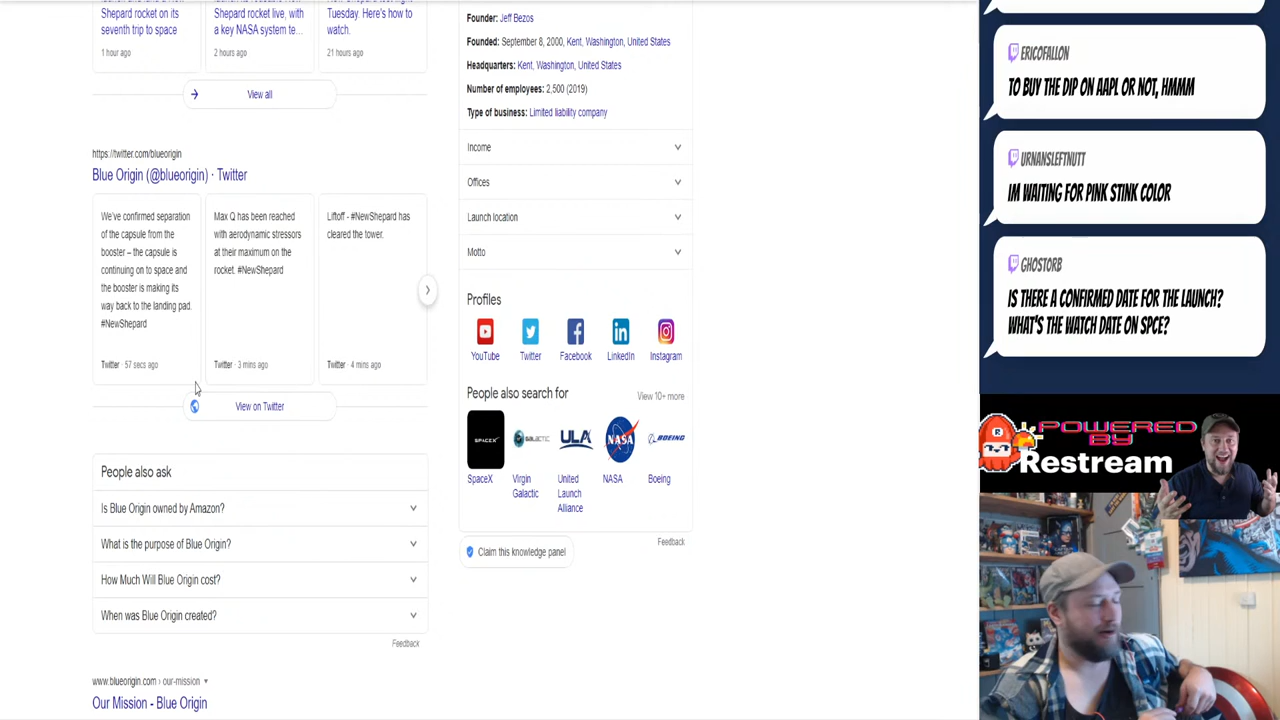 Shepard rocket on its
seventh trip to space
1 hour ago
Shepard rocket live, with
a key NASA system te...
2 hours ago
Tuesday. Here's how to
watch.
21 hours ago
View all
https://twitter.com/blueorigin
Blue Origin (@blueorigin) · Twitter
We've confirmed separation
of the capsule from the
booster – the capsule is
continuing on to space and
the booster is making its
way back to the landing pad.
#NewShepard
Twitter · 57 secs ago
Max Q has been reached
with aerodynamic stressors
at their maximum on the
rocket. #NewShepard
Twitter · 3 mins ago
Liftoff - #NewShepard has
cleared the tower.
Twitter · 4 mins ago
View on Twitter
People also ask
Is Blue Origin owned by Amazon?
What is the purpose of Blue Origin?
How Much Will Blue Origin cost?
When was Blue Origin created?
Feedback
www.blueorigin.com › our-mission
Our Mission - Blue Origin
Founder: Jeff Bezos
Founded: September 8, 2000, Kent, Washington, United States
Headquarters: Kent, Washington, United States
Number of employees: 2,500 (2019)
Type of business: Limited liability company
Income
Offices
Launch location
Motto
Profiles
YouTube
Twitter
Facebook
LinkedIn
Instagram
People also search for
View 10+ more
SPACEX
GALACTIC
ULA
NASA
BOEING
SpaceX
Virgin
Galactic
United
Launch
Alliance
NASA
Boeing
Feedback
Claim this knowledge panel
ERICOFALLON
TO BUY THE DIP ON AAPL OR NOT, HMMM
URNANSLEFTNUTT
IM WAITING FOR PINK STINK COLOR
GHOSTORB
IS THERE A CONFIRMED DATE FOR THE LAUNCH?
WHAT'S THE WATCH DATE ON SPCE?
POWERED
BY
Restream